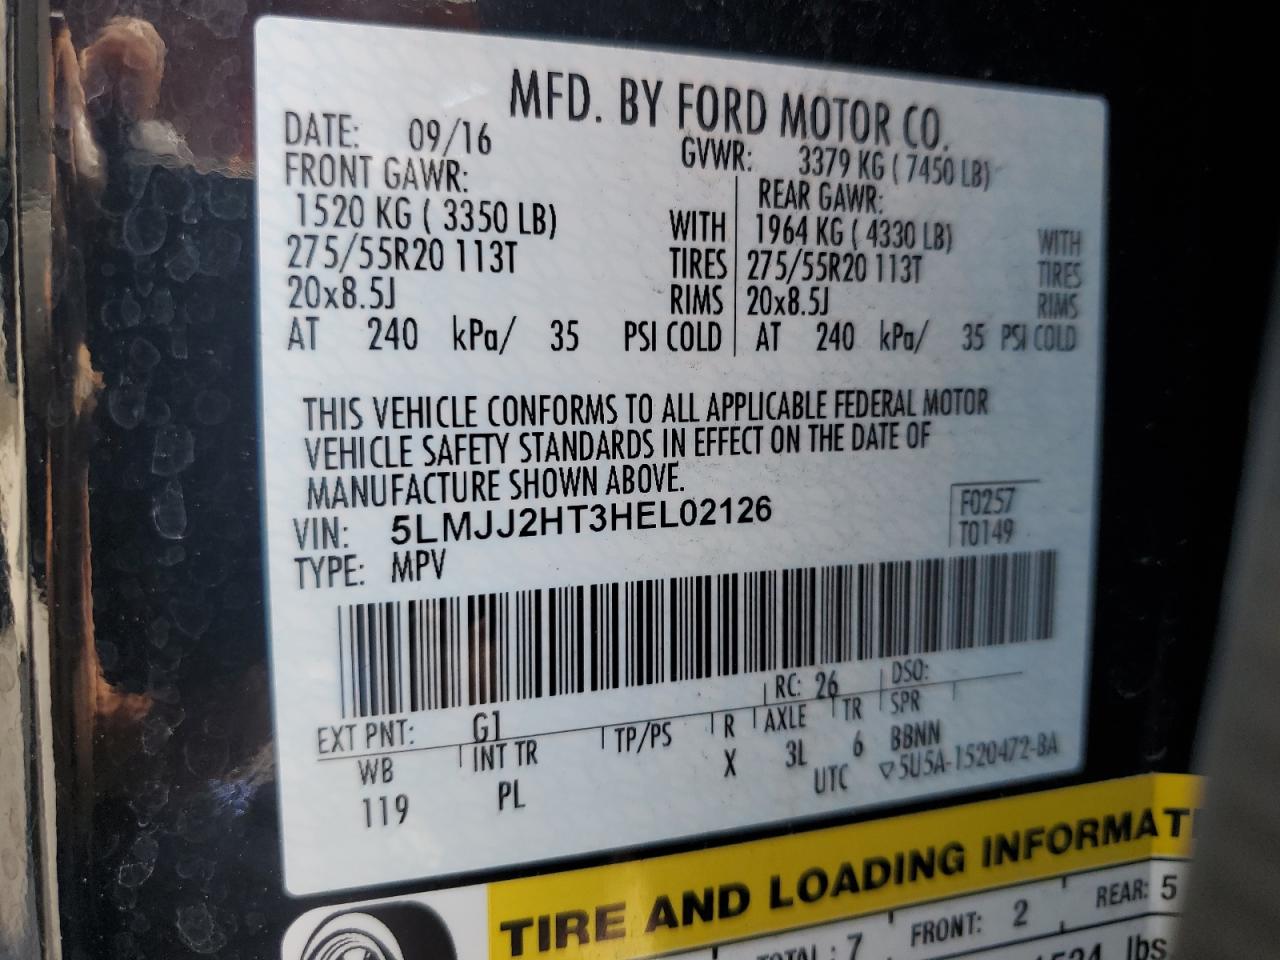 MFD. BY FORD MOTOR CO.
DATE: 09/16 GVWR: 3379 KG ( 7450 LB)
FRONT GAWR: REAR GAWR:
1520 KG ( 3350 LB) WITH 1964 KG ( 4330 LB) WITH
275/55R20 113T TIRES 275/55R20 113T TIRES
20x8.5J RIMS 20x8.5J RIMS
AT 240 kPa/ 35 PSI COLD AT 240 kPa/ 35 PSI COLD
THIS VEHICLE CONFORMS TO ALL APPLICABLE FEDERAL MOTOR
VEHICLE SAFETY STANDARDS IN EFFECT ON THE DATE OF
MANUFACTURE SHOWN ABOVE.
VIN: 5LMJJ2HT3HEL02126 F0257
TYPE: MPV T0149
EXT PNT: G1 RC: 26 DSO:
WB INT TR TP/PS R AXLE TR SPR
119 PL X 3L 6 BBNN
UTC ▽5U5A-1520472-BA
TIRE AND LOADING INFORMAT
TOTAL : 7 FRONT: 2 REAR: 5
lbs